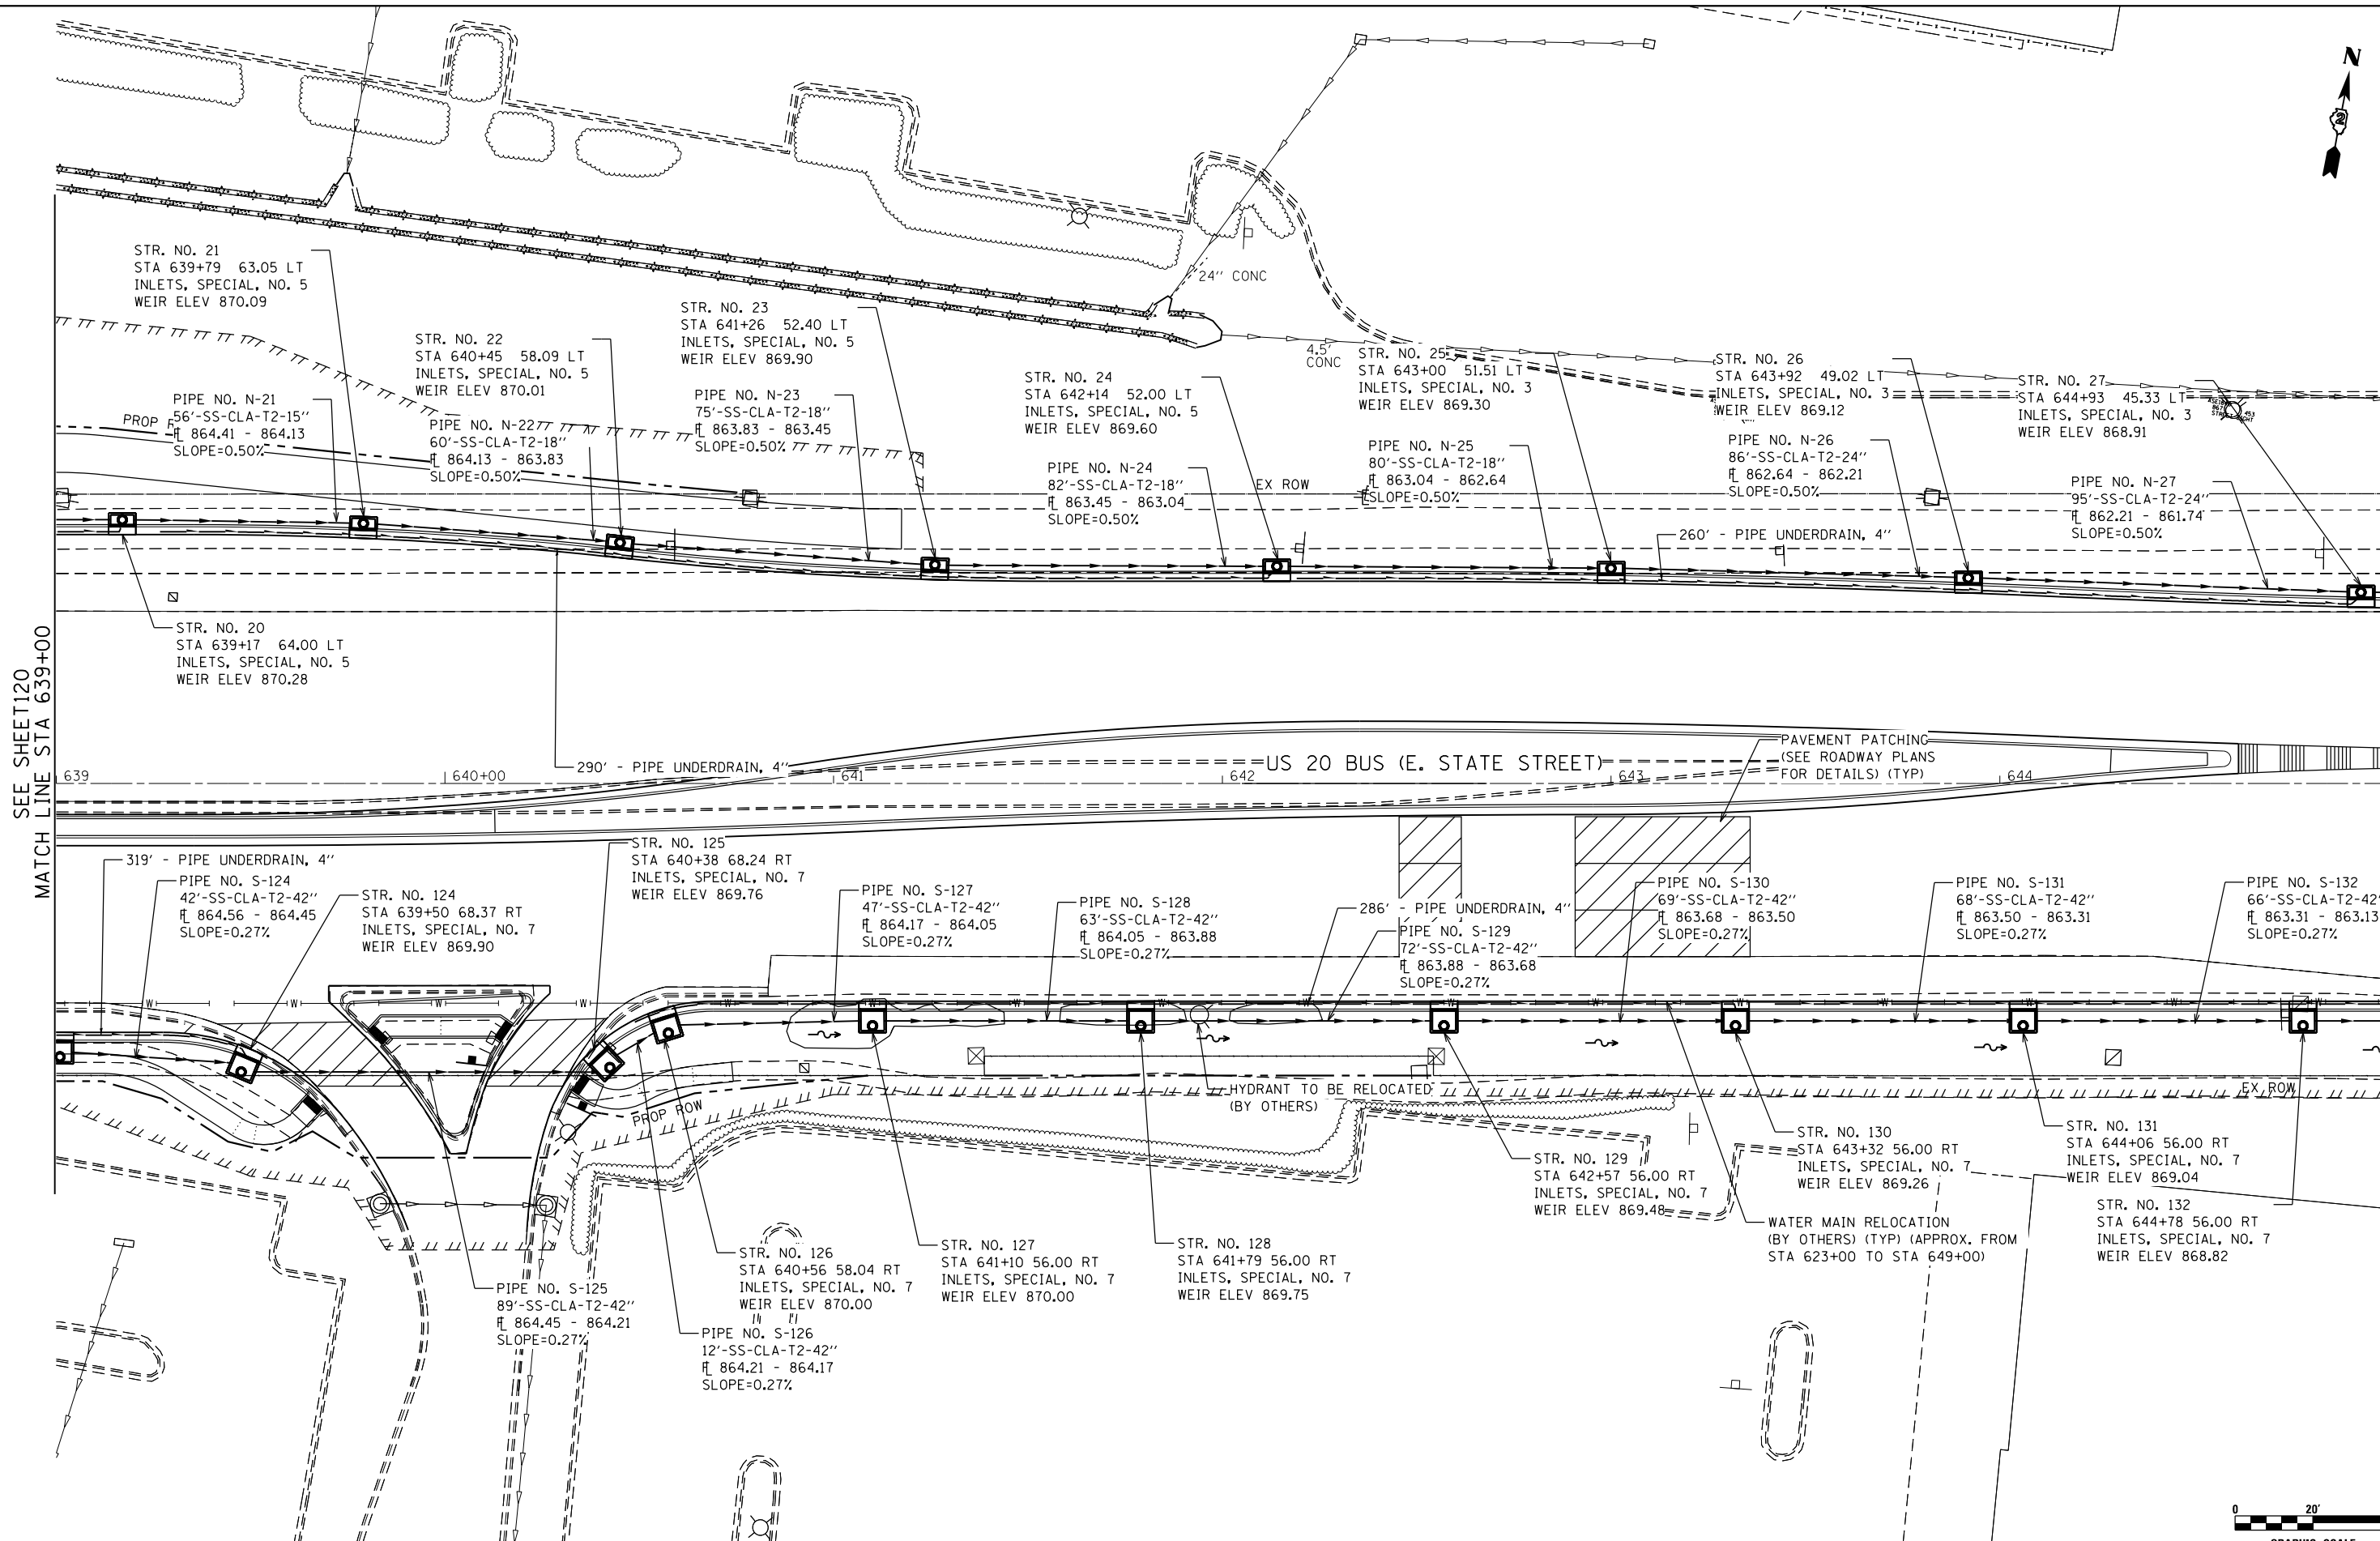 N
2
24'' CONC
STR. NO. 21
STA 639+79 63.05 LT
INLETS, SPECIAL, NO. 5
WEIR ELEV 870.09
STR. NO. 22
STA 640+45 58.09 LT
INLETS, SPECIAL, NO. 5
WEIR ELEV 870.01
STR. NO. 23
STA 641+26 52.40 LT
INLETS, SPECIAL, NO. 5
WEIR ELEV 869.90
STR. NO. 24
STA 642+14 52.00 LT
INLETS, SPECIAL, NO. 5
WEIR ELEV 869.60
4.5'
CONC
STR. NO. 25
STA 643+00 51.51 LT
INLETS, SPECIAL, NO. 3
WEIR ELEV 869.30
STR. NO. 26
STA 643+92 49.02 LT
INLETS, SPECIAL, NO. 3
WEIR ELEV 869.12
STR. NO. 27
STA 644+93 45.33 LT
INLETS, SPECIAL, NO. 3
WEIR ELEV 868.91
PROP
PIPE NO. N-21
56'-SS-CLA-T2-15''
FL 864.41 - 864.13
SLOPE=0.50%
PIPE NO. N-22
60'-SS-CLA-T2-18''
FL 864.13 - 863.83
SLOPE=0.50%
PIPE NO. N-23
75'-SS-CLA-T2-18''
FL 863.83 - 863.45
SLOPE=0.50%
PIPE NO. N-24
82'-SS-CLA-T2-18''
FL 863.45 - 863.04
SLOPE=0.50%
EX ROW
PIPE NO. N-25
80'-SS-CLA-T2-18''
FL 863.04 - 862.64
SLOPE=0.50%
PIPE NO. N-26
86'-SS-CLA-T2-24''
FL 862.64 - 862.21
SLOPE=0.50%
PIPE NO. N-27
95'-SS-CLA-T2-24''
FL 862.21 - 861.74
SLOPE=0.50%
260' - PIPE UNDERDRAIN, 4''
STR. NO. 20
STA 639+17 64.00 LT
INLETS, SPECIAL, NO. 5
WEIR ELEV 870.28
SEE SHEET120
MATCH LINE STA 639+00
290' - PIPE UNDERDRAIN, 4''
US 20 BUS (E. STATE STREET)
PAVEMENT PATCHING
(SEE ROADWAY PLANS
FOR DETAILS) (TYP)
639
640+00
641
642
643
644
319' - PIPE UNDERDRAIN, 4''
PIPE NO. S-124
42'-SS-CLA-T2-42''
FL 864.56 - 864.45
SLOPE=0.27%
STR. NO. 124
STA 639+50 68.37 RT
INLETS, SPECIAL, NO. 7
WEIR ELEV 869.90
STR. NO. 125
STA 640+38 68.24 RT
INLETS, SPECIAL, NO. 7
WEIR ELEV 869.76
PIPE NO. S-127
47'-SS-CLA-T2-42''
FL 864.17 - 864.05
SLOPE=0.27%
PIPE NO. S-128
63'-SS-CLA-T2-42''
FL 864.05 - 863.88
SLOPE=0.27%
286' - PIPE UNDERDRAIN, 4''
PIPE NO. S-129
72'-SS-CLA-T2-42''
FL 863.88 - 863.68
SLOPE=0.27%
PIPE NO. S-130
69'-SS-CLA-T2-42''
FL 863.68 - 863.50
SLOPE=0.27%
PIPE NO. S-131
68'-SS-CLA-T2-42''
FL 863.50 - 863.31
SLOPE=0.27%
PIPE NO. S-132
66'-SS-CLA-T2-42'
FL 863.31 - 863.13
SLOPE=0.27%
W W W W W W W W W W W W W W W W
PROP ROW
HYDRANT TO BE RELOCATED
(BY OTHERS)
EX ROW
STR. NO. 129
STA 642+57 56.00 RT
INLETS, SPECIAL, NO. 7
WEIR ELEV 869.48
STR. NO. 130
STA 643+32 56.00 RT
INLETS, SPECIAL, NO. 7
WEIR ELEV 869.26
STR. NO. 131
STA 644+06 56.00 RT
INLETS, SPECIAL, NO. 7
WEIR ELEV 869.04
STR. NO. 132
STA 644+78 56.00 RT
INLETS, SPECIAL, NO. 7
WEIR ELEV 868.82
WATER MAIN RELOCATION
(BY OTHERS) (TYP) (APPROX. FROM
STA 623+00 TO STA 649+00)
STR. NO. 126
STA 640+56 58.04 RT
INLETS, SPECIAL, NO. 7
WEIR ELEV 870.00
STR. NO. 127
STA 641+10 56.00 RT
INLETS, SPECIAL, NO. 7
WEIR ELEV 870.00
STR. NO. 128
STA 641+79 56.00 RT
INLETS, SPECIAL, NO. 7
WEIR ELEV 869.75
PIPE NO. S-125
89'-SS-CLA-T2-42''
FL 864.45 - 864.21
SLOPE=0.27%
PIPE NO. S-126
12'-SS-CLA-T2-42''
FL 864.21 - 864.17
SLOPE=0.27%
0 20'